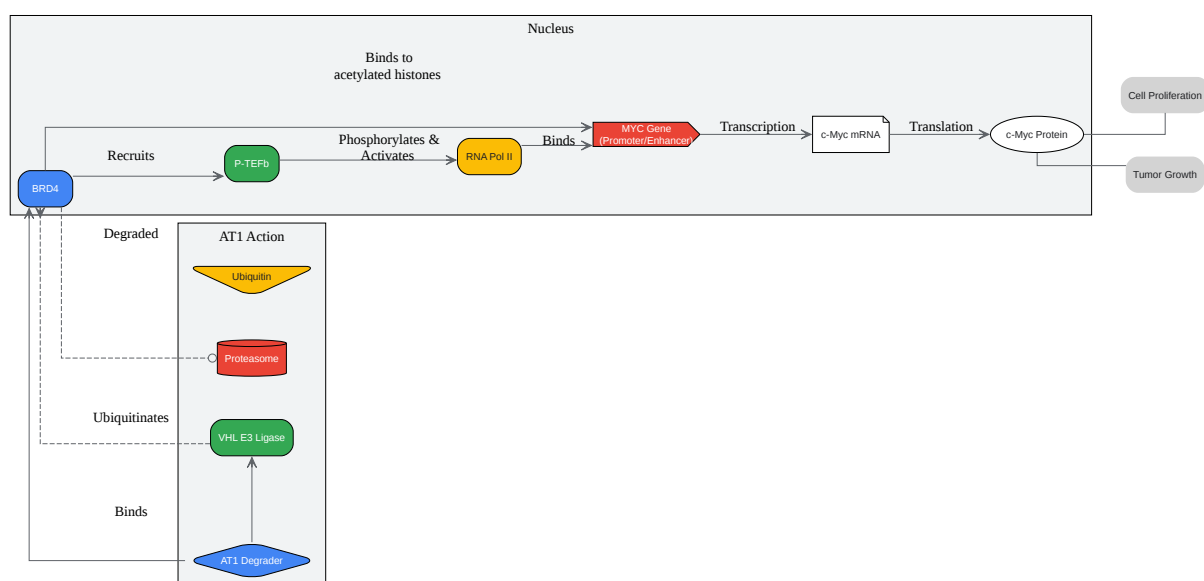 Nucleus
Binds to
acetylated histones
Cell Proliferation
MYC Gene
(Promoter/Enhancer)
Transcription
c-Myc mRNA
Translation
c-Myc Protein
Phosphorylates &
Activates
Binds
Recruits
P-TEFb
RNA Pol II
Tumor Growth
BRD4
Degraded
AT1 Action
Ubiquitin
Proteasome
Ubiquitinates
VHL E3 Ligase
Binds
AT1 Degrader